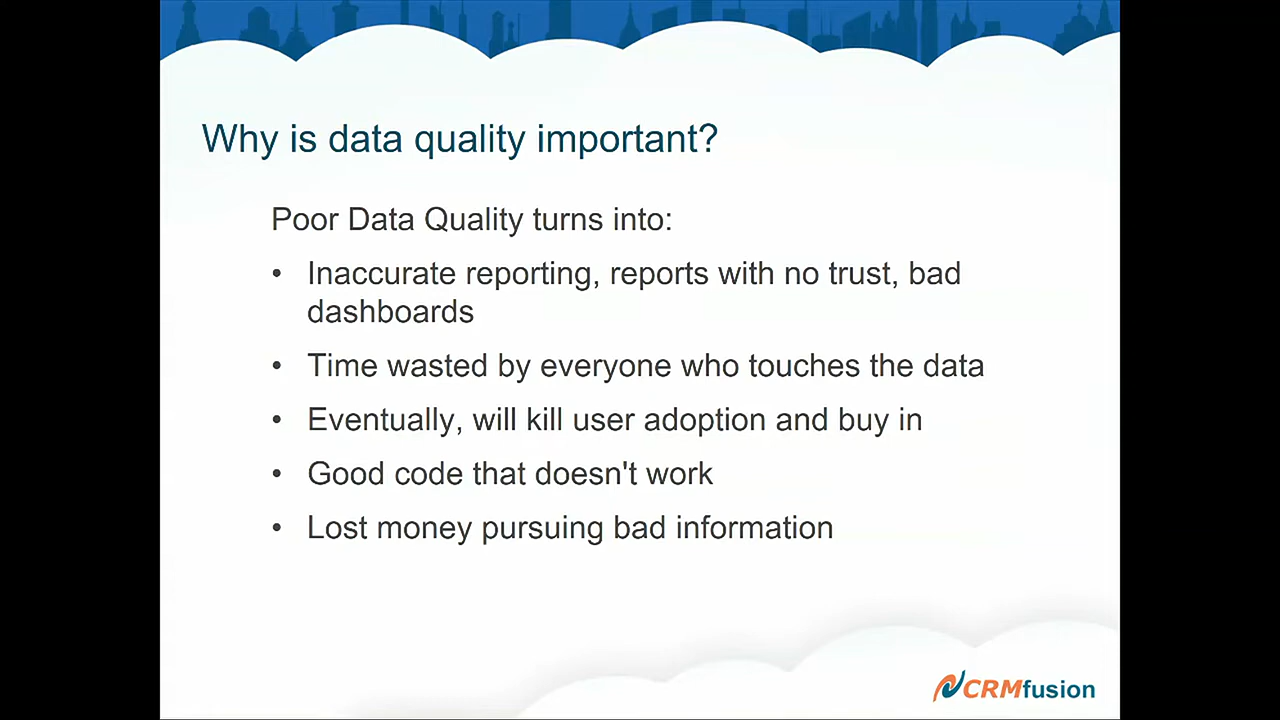 Why is data quality important?
Poor Data Quality turns into:
• Inaccurate reporting, reports with no trust, bad
dashboards
• Time wasted by everyone who touches the data
• Eventually, will kill user adoption and buy in
• Good code that doesn't work
• Lost money pursuing bad information
CRMfusion